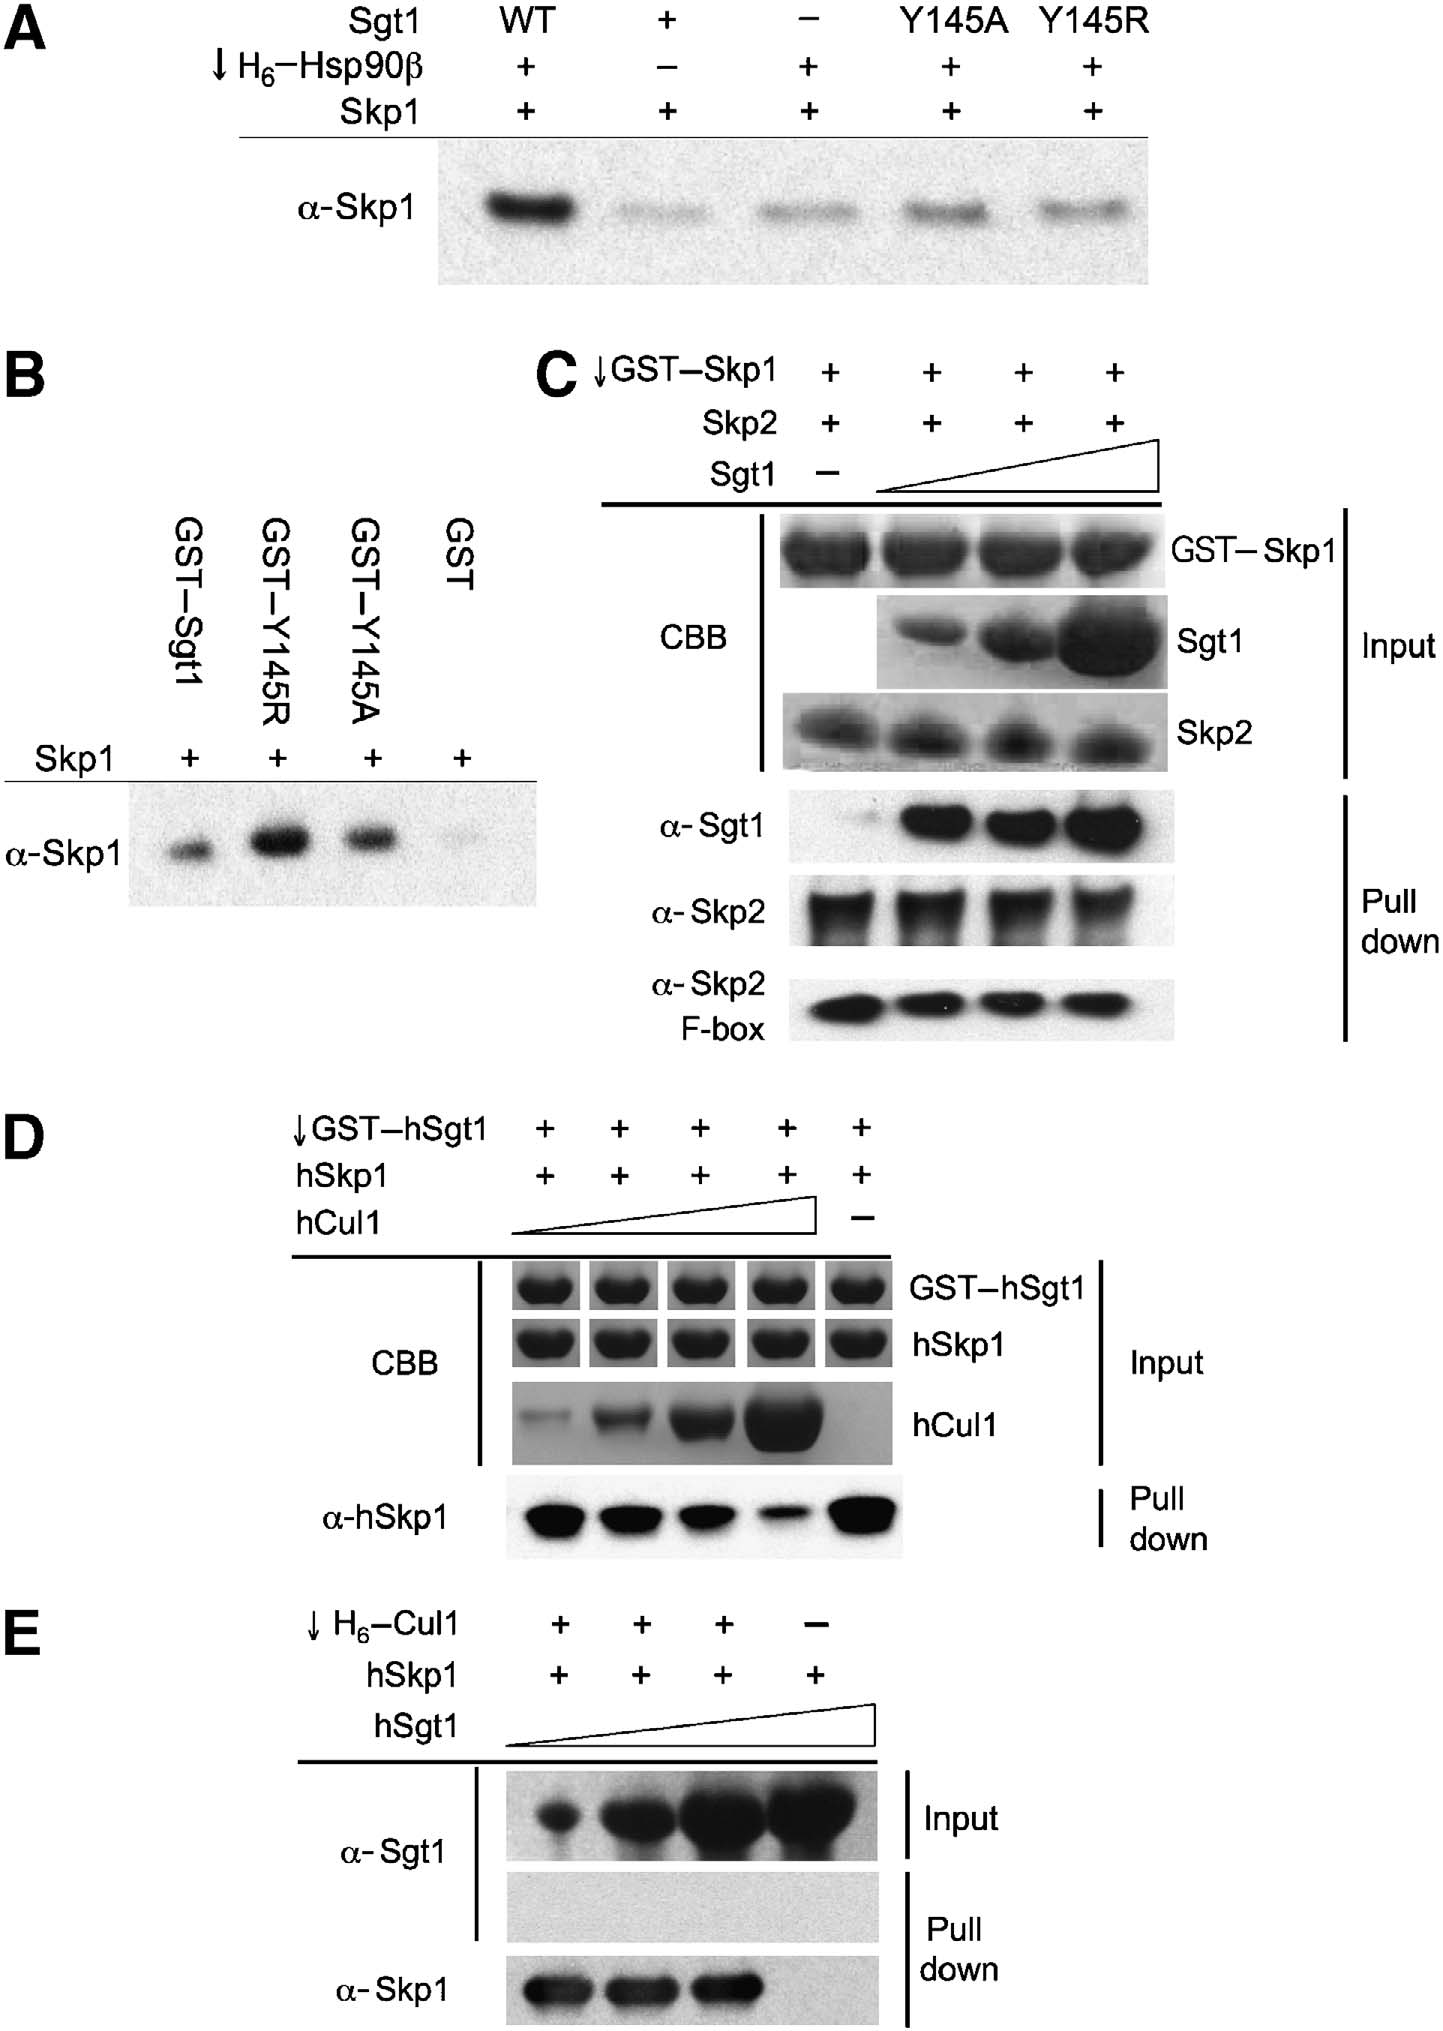 A
Sgt1 WT + – Y145A Y145R
↓ H6–Hsp90β + – + + +
Skp1 + + + + +
α-Skp1
B
GST–Sgt1 GST–Y145R GST–Y145A GST
Skp1 + + + +
α-Skp1
C
↓GST–Skp1 + + + +
Skp2 + + + +
Sgt1 –
CBB
GST–Skp1
Sgt1
Skp2
Input
α-Sgt1
α-Skp2
α-Skp2
F-box
Pull
down
D
↓GST–hSgt1 + + + + +
hSkp1 + + + + +
hCul1 –
CBB
GST–hSgt1
hSkp1
hCul1
Input
α-hSkp1
Pull
down
E
↓ H6–Cul1 + + + –
hSkp1 + + + +
hSgt1
α-Sgt1
Input
α-Skp1
Pull
down